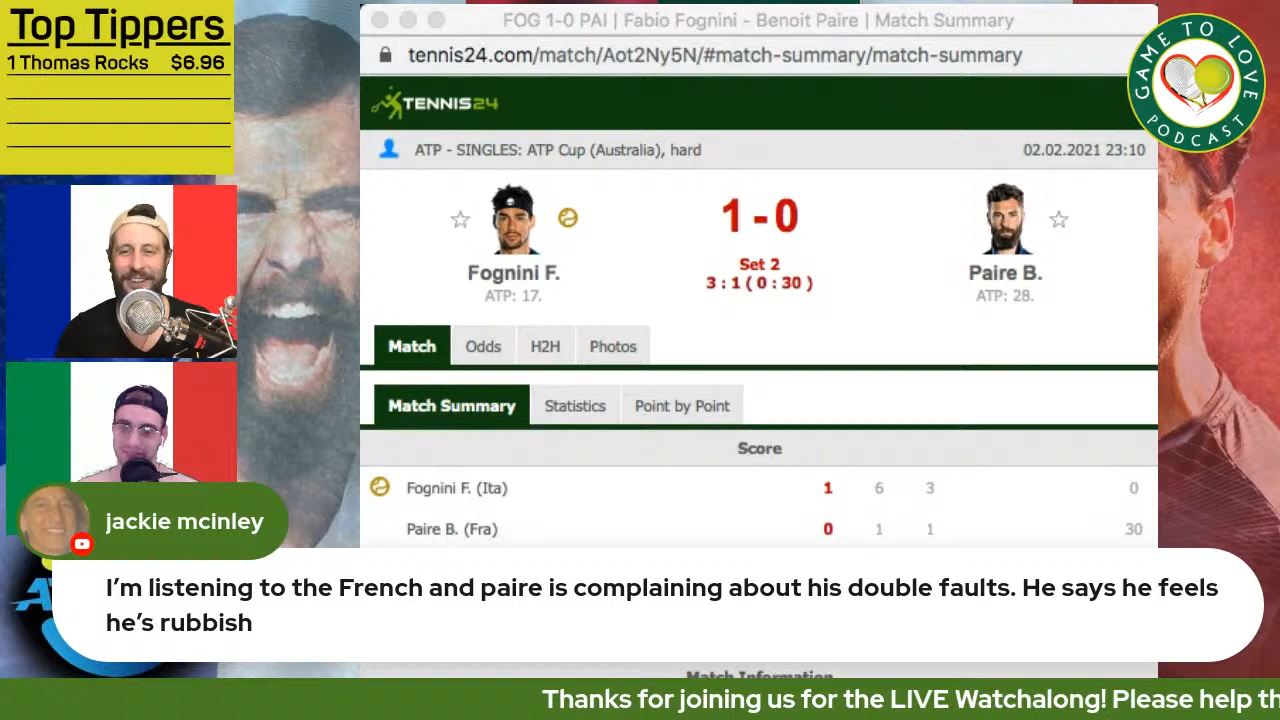 Top Tippers
1 Thomas Rocks $6.96
FOG 1-0 PAI | Fabio Fognini - Benoit Paire | Match Summary
tennis24.com/match/Aot2Ny5N/#match-summary/match-summary
GAME TO LOVE
PODCAST
TENNIS24
ATP - SINGLES: ATP Cup (Australia), hard 02.02.2021 23:10
1 - 0
Fognini F. Set 2 Paire B.
ATP: 17. 3 : 1 ( 0 : 30 ) ATP: 28.
Match Odds H2H Photos
Match Summary Statistics Point by Point
Score
Fognini F. (Ita) 1 6 3 0
Paire B. (Fra) 0 1 1 30
jackie mcinley
I’m listening to the French and paire is complaining about his double faults. He says he feels
he’s rubbish
Match Information
Thanks for joining us for the LIVE Watchalong! Please help th